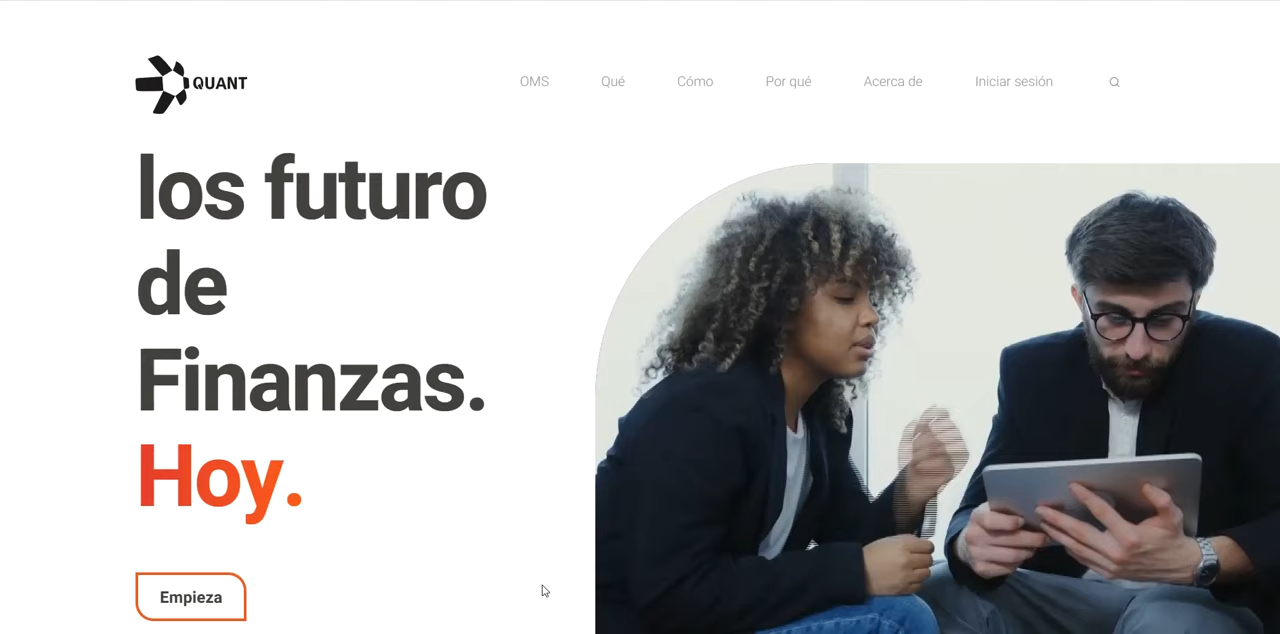 QUANT
OMS
Qué
Cómo
Por qué
Acerca de
Iniciar sesión
los futuro
de
Finanzas.
Hoy.
Empieza